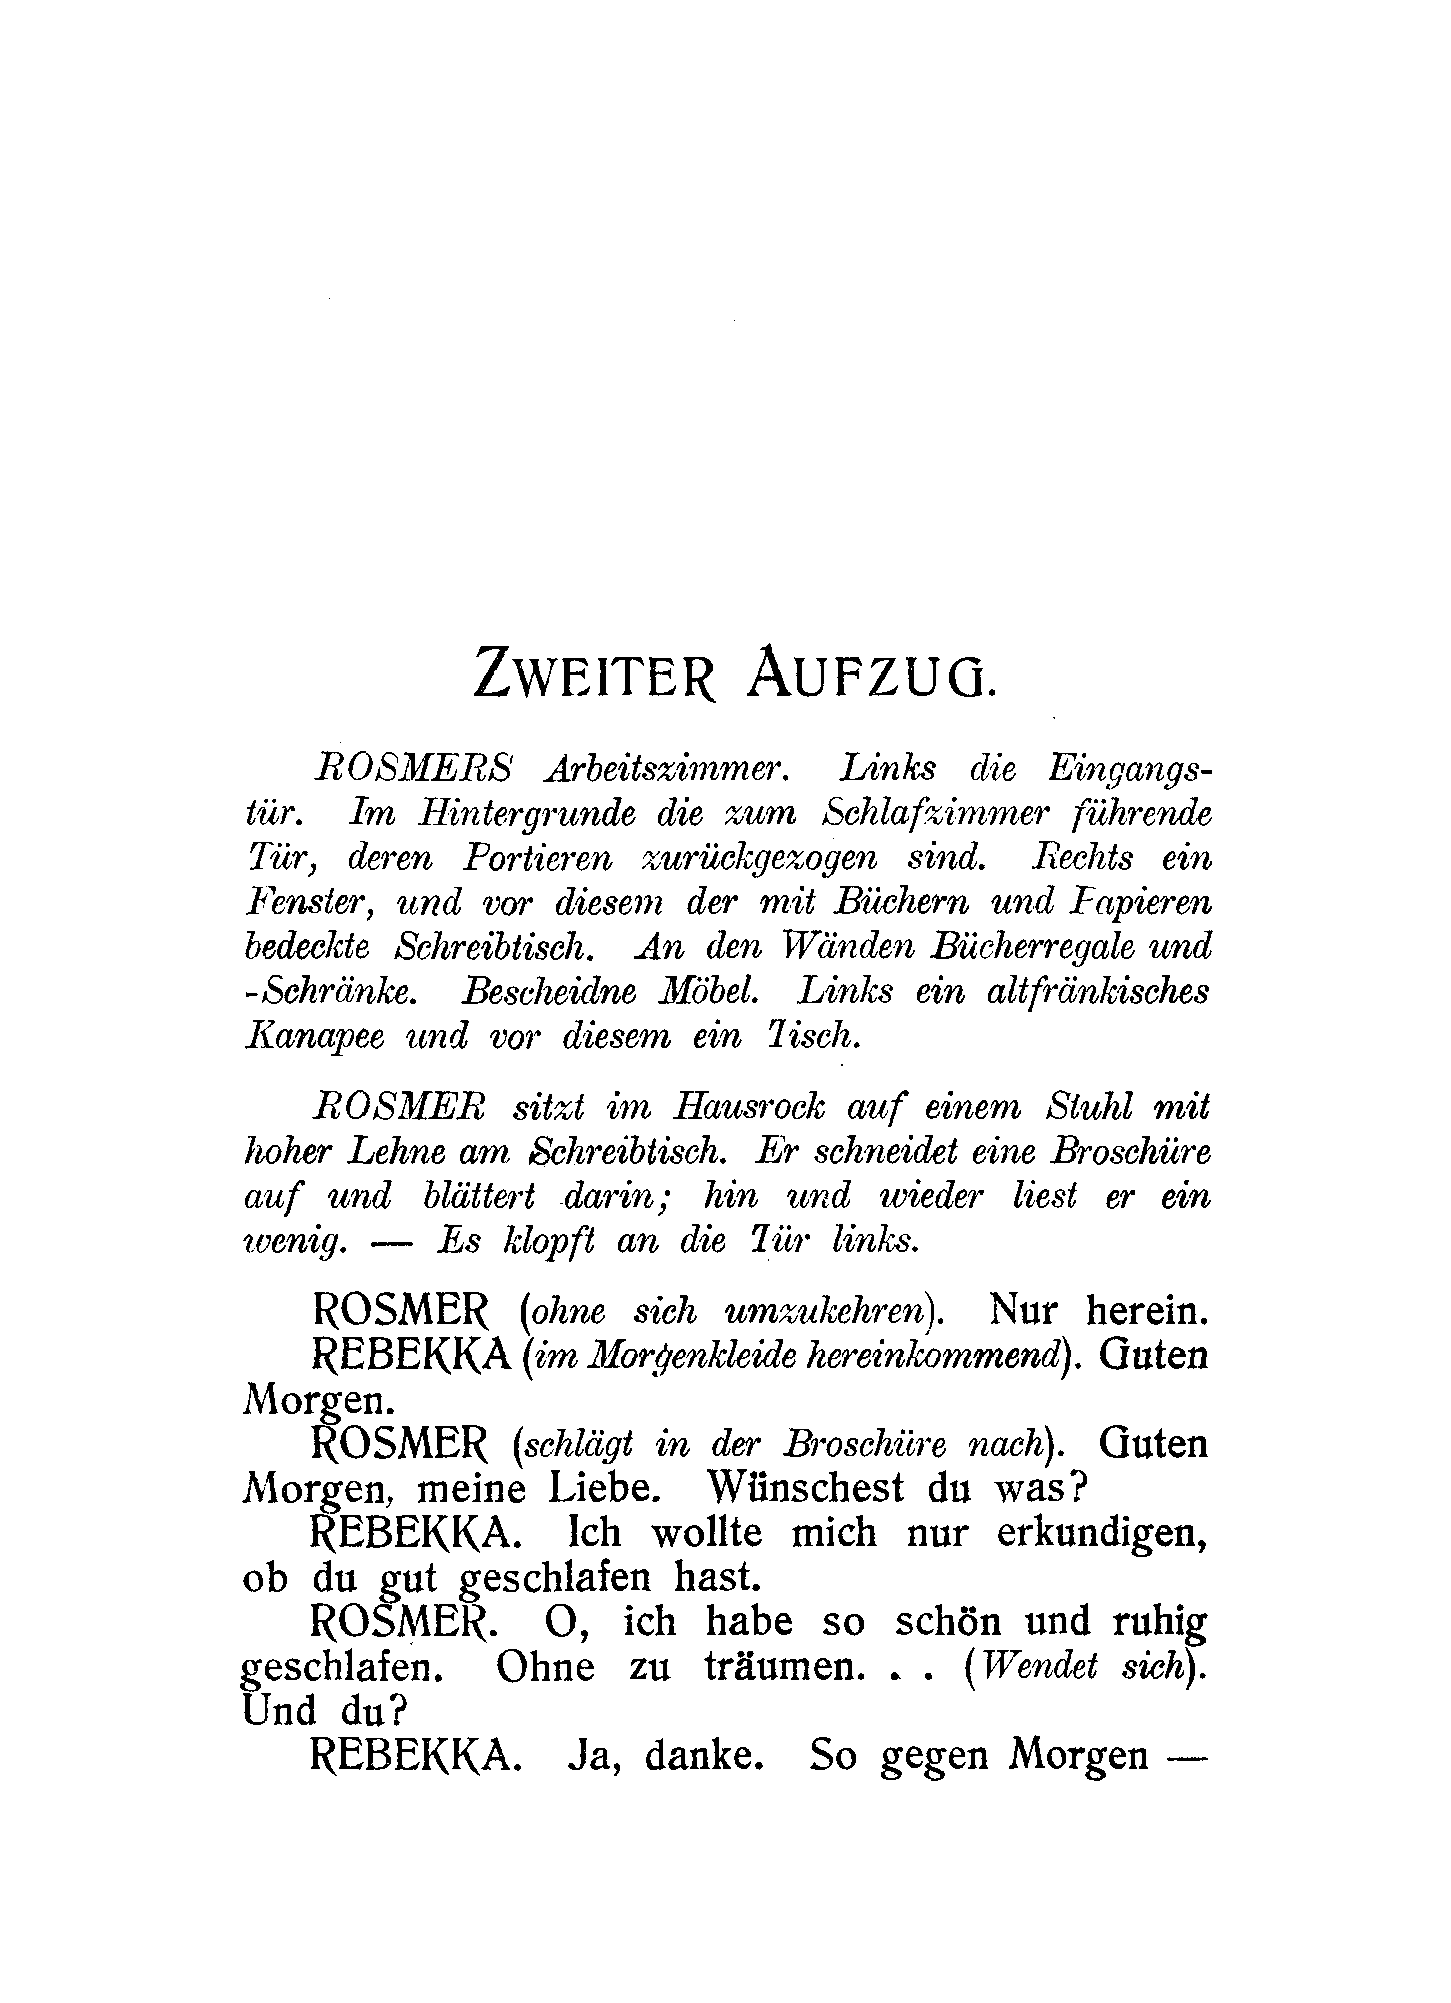 ZWEITER AUFZUG.
ROSMERS Arbeitszimmer. Links die Eingangs-
tür. Im Hintergrunde die zum Schlafzimmer führende
Tür, deren Portieren zurückgezogen sind. Rechts ein
Fenster, und vor diesem der mit Büchern und Papieren
bedeckte Schreibtisch. An den Wänden Bücherregale und
-Schränke. Bescheidne Möbel. Links ein altfränkisches
Kanapee und vor diesem ein Tisch.
ROSMER sitzt im Hausrock auf einem Stuhl mit
hoher Lehne am Schreibtisch. Er schneidet eine Broschüre
auf und blättert darin; hin und wieder liest er ein
wenig. — Es klopft an die Tür links.
ROSMER (ohne sich umzukehren). Nur herein.
REBEKKA (im Morgenkleide hereinkommend). Guten
Morgen.
ROSMER (schlägt in der Broschüre nach). Guten
Morgen, meine Liebe. Wünschest du was?
REBEKKA. Ich wollte mich nur erkundigen,
ob du gut geschlafen hast.
ROSMER. O, ich habe so schön und ruhig
geschlafen. Ohne zu träumen. . . (Wendet sich).
Und du?
REBEKKA. Ja, danke. So gegen Morgen —